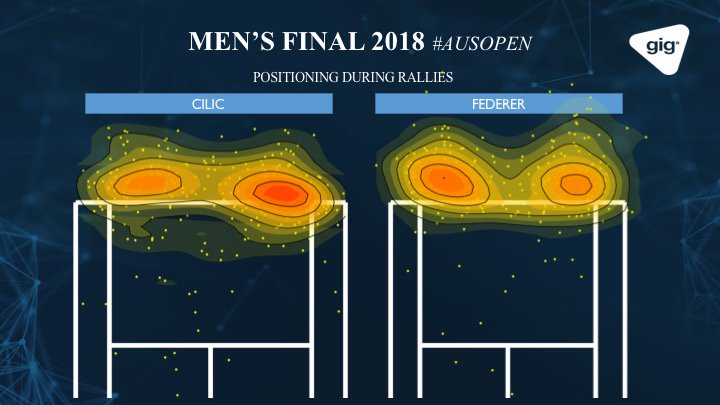 MEN'S FINAL 2018 #AUSOPEN
gig
POSITIONING DURING RALLIES
CILIC
FEDERER